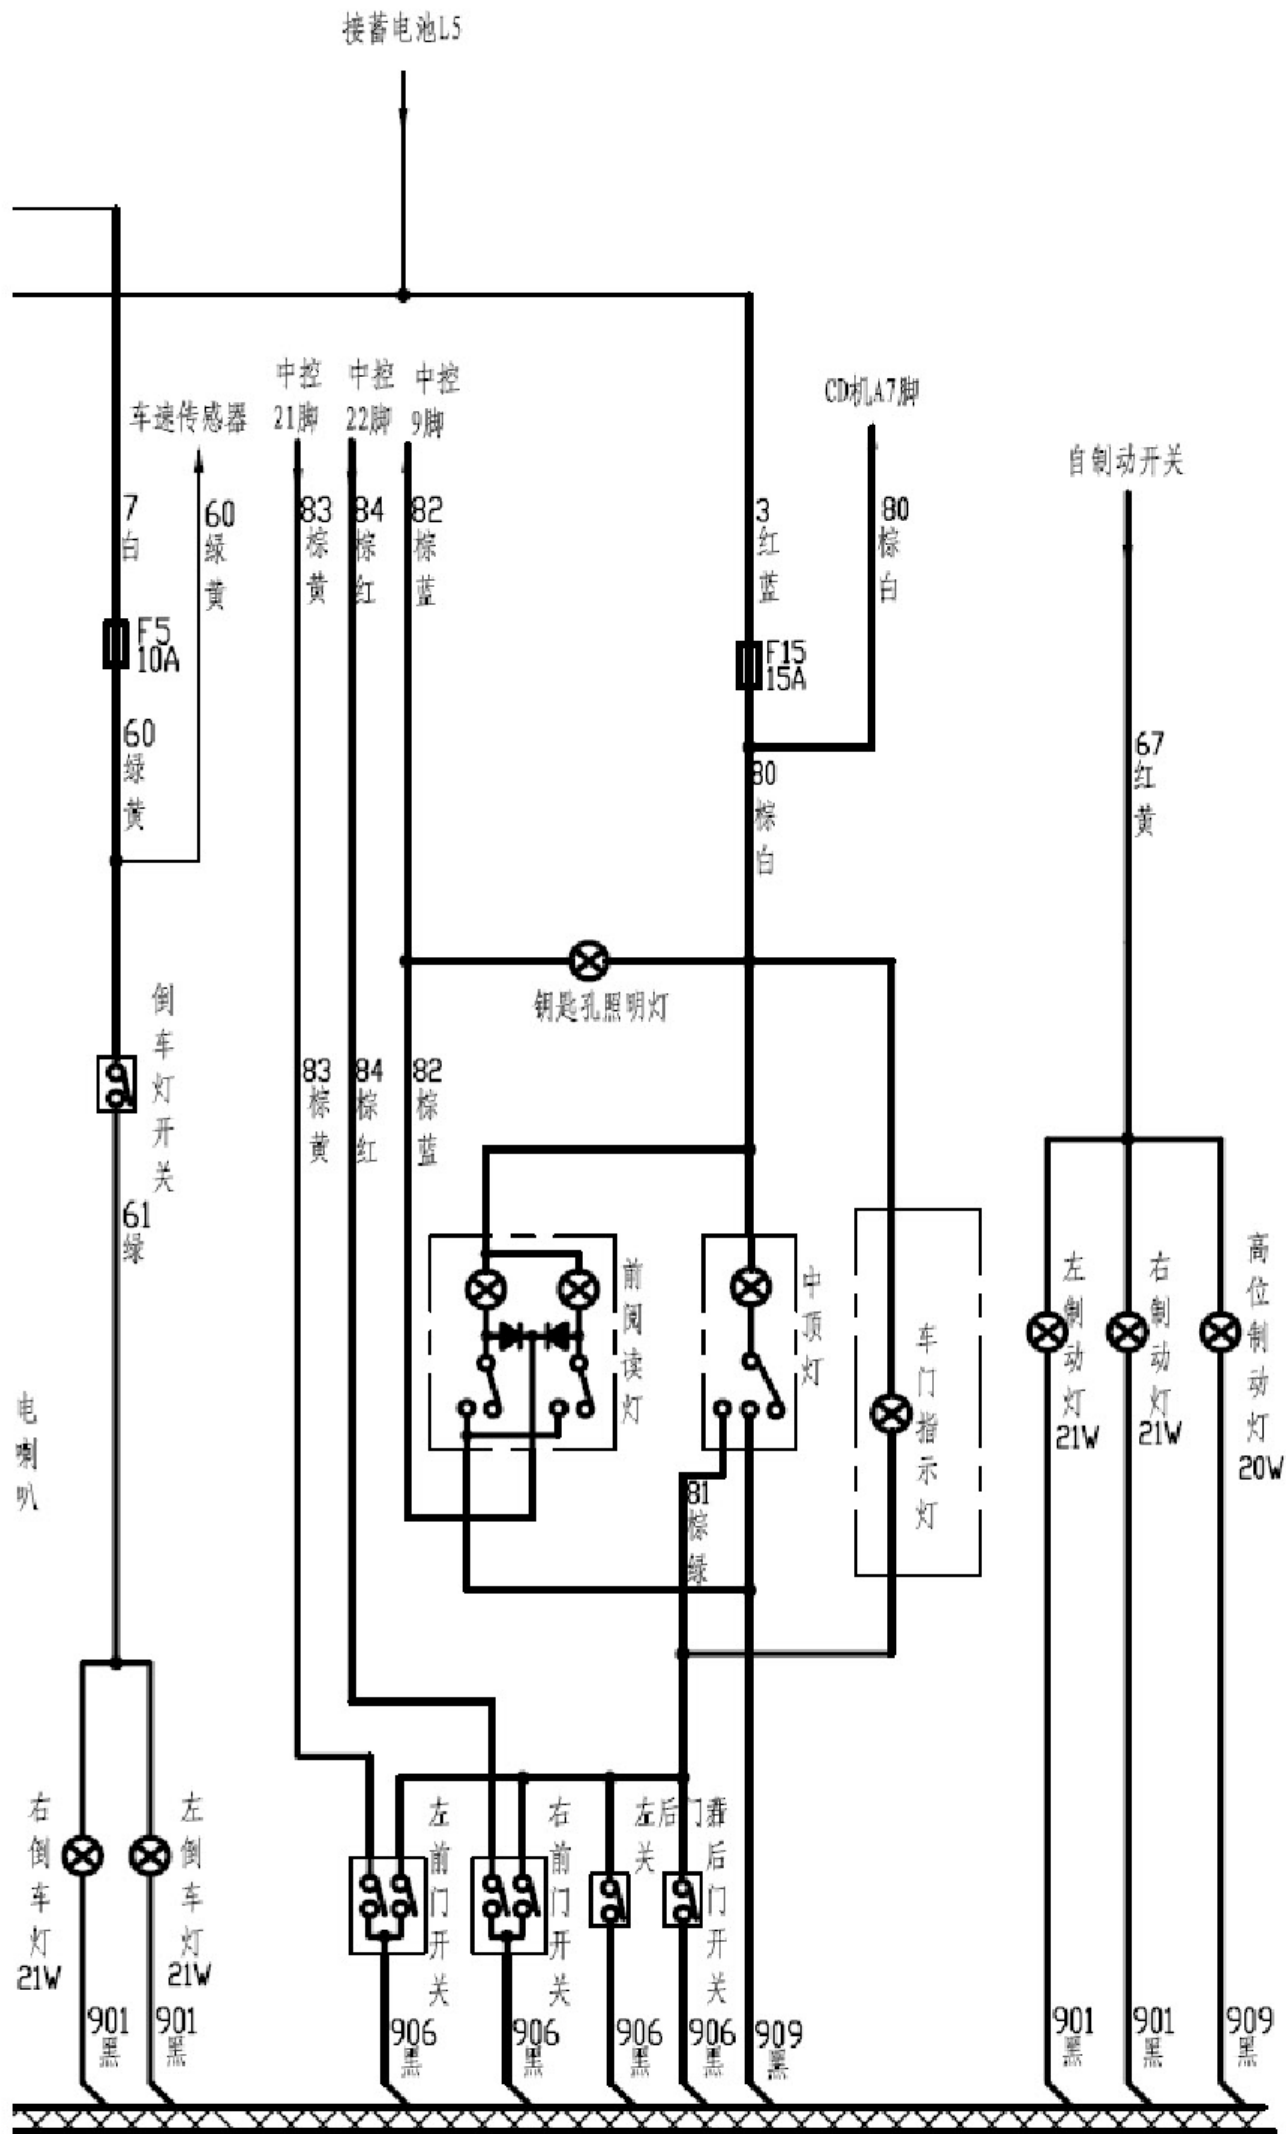 接蓄电池L5
车速传感器
中控
21脚
中控
22脚
中控
9脚
CD机A7脚
自制动开关
7
白
60
绿
黄
83
棕
黄
84
棕
红
82
棕
蓝
3
红
蓝
80
棕
白
F5
10A
F15
15A
60
绿
黄
80
棕
白
67
红
黄
钥匙孔照明灯
倒车灯开关
83
棕
黄
84
棕
红
82
棕
蓝
61
绿
前阅读灯
中顶灯
车门指示灯
左制动灯
21W
右制动灯
21W
高位制动灯
20W
电喇叭
81
棕
绿
右倒车灯
21W
左倒车灯
21W
左前门开关
右前门开关
左后门
关
后门开关
901
黑
901
黑
906
黑
906
黑
906
黑
906
黑
909
黑
901
黑
901
黑
909
黑